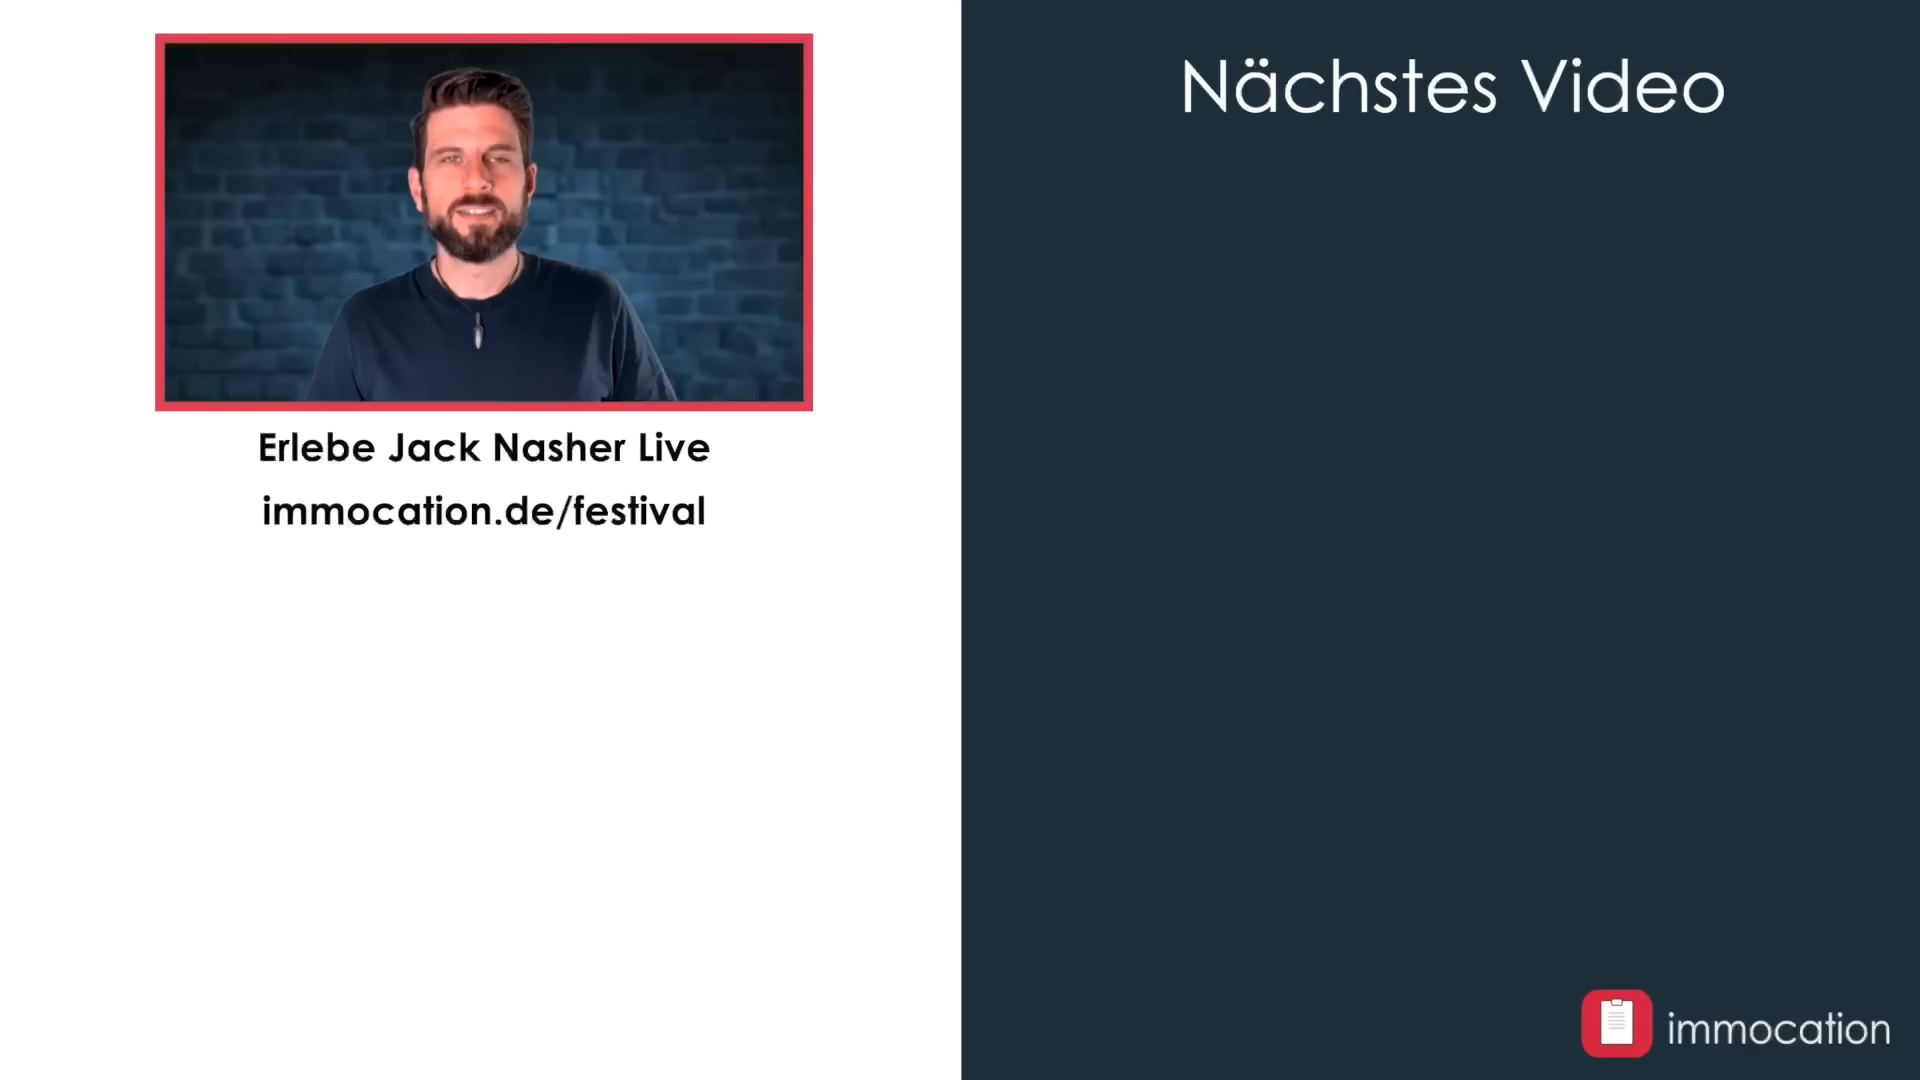 Erlebe Jack Nasher Live
immocation.de/festival
Nächstes Video
immocation